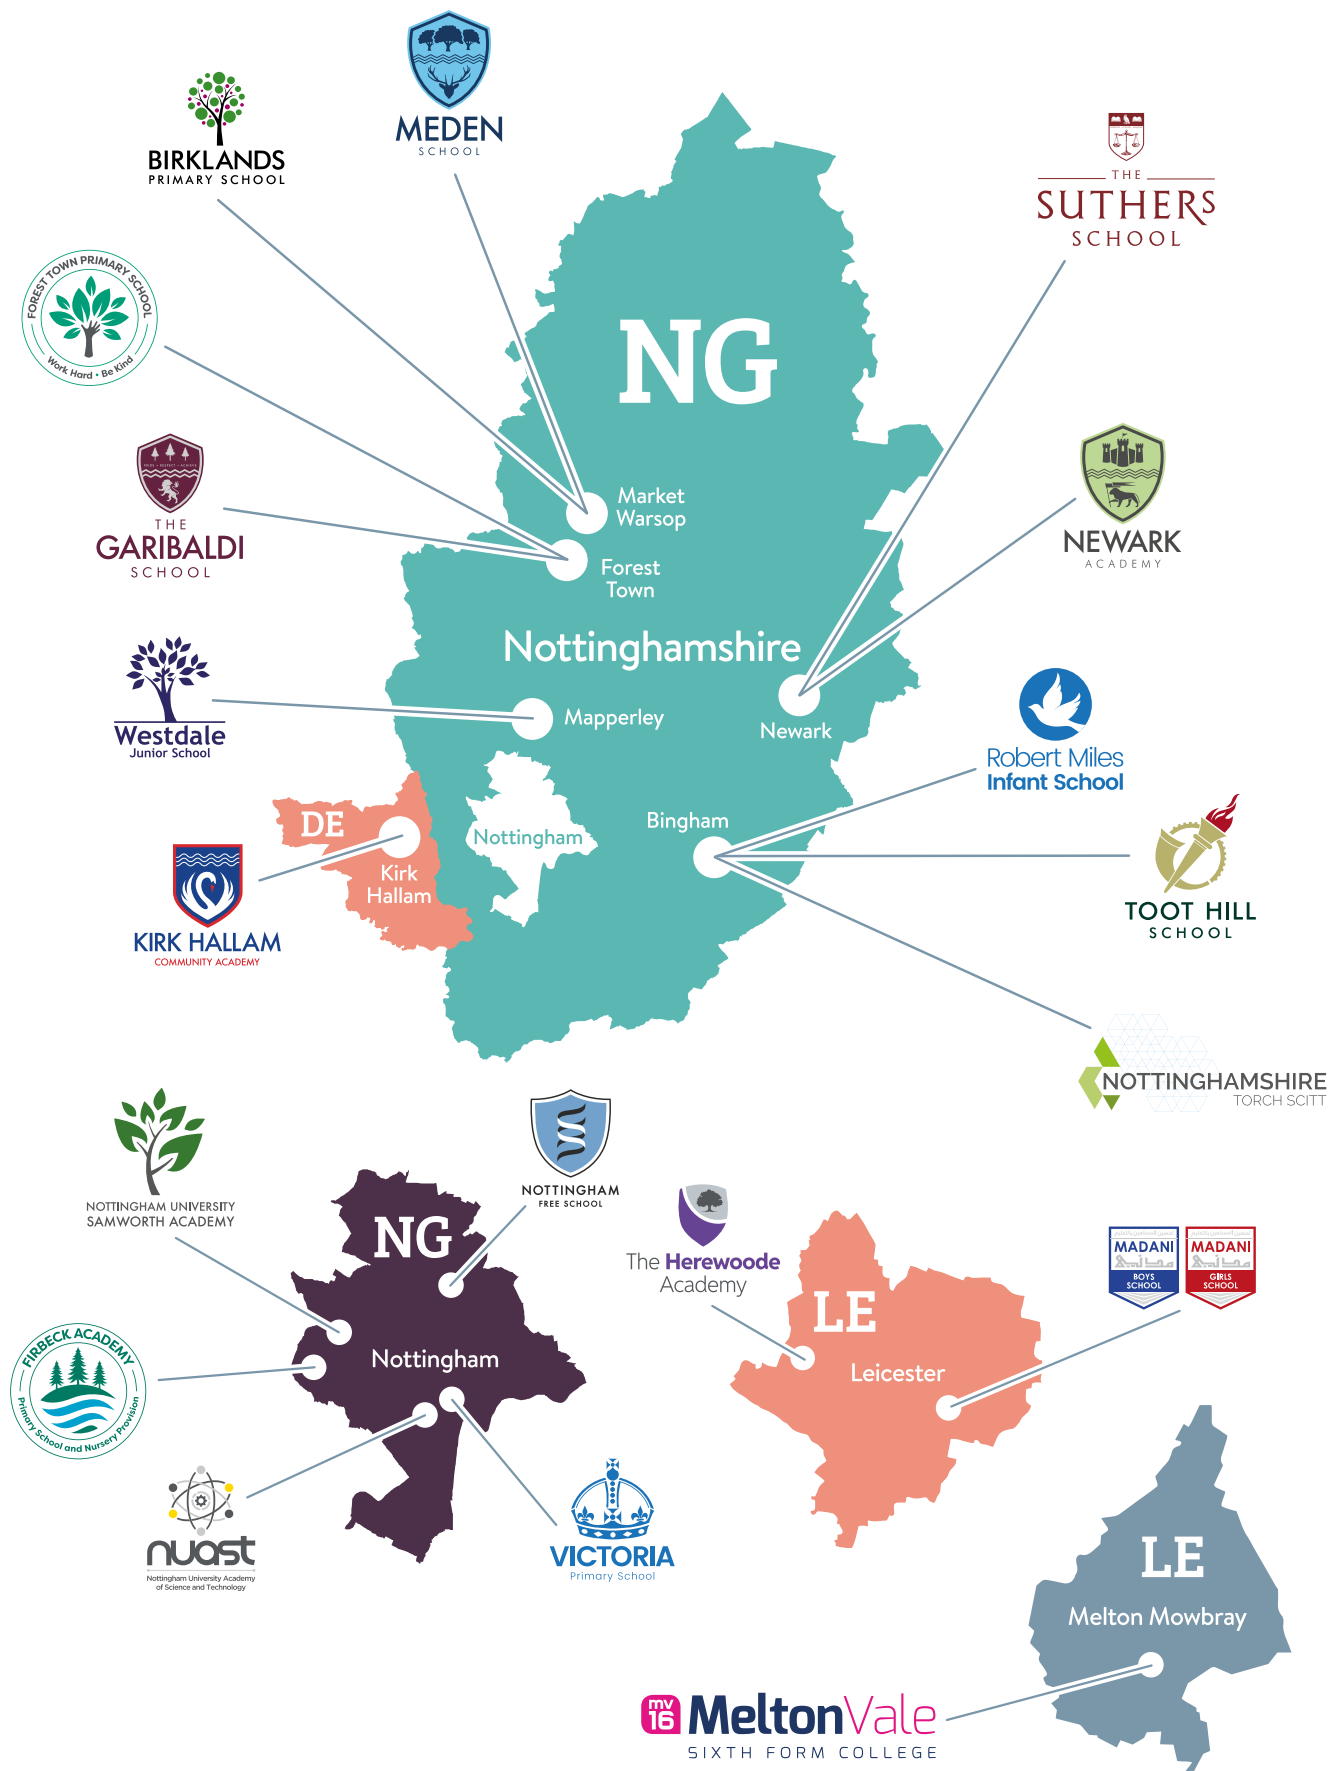 MEDEN
SCHOOL
BIRKLANDS
PRIMARY SCHOOL
THE
SUTHERS
SCHOOL
FOREST TOWN PRIMARY SCHOOL
Work Hard • Be Kind
NG
THE
GARIBALDI
SCHOOL
NEWARK
ACADEMY
Market
Warsop
Forest
Town
Nottinghamshire
Westdale
Junior School
Mapperley
Newark
Robert Miles
Infant School
DE
Nottingham
Bingham
Kirk
Hallam
KIRK HALLAM
COMMUNITY ACADEMY
TOOT HILL
SCHOOL
NOTTINGHAMSHIRE
TORCH SCITT
NOTTINGHAM UNIVERSITY
SAMWORTH ACADEMY
NOTTINGHAM
FREE SCHOOL
NG
The Herewoode
Academy
MADANI
BOYS
SCHOOL
MADANI
GIRLS
SCHOOL
LE
Nottingham
Leicester
FIRBECK ACADEMY
Primary School and Nursery Provision
nuast
Nottingham University Academy
of Science and Technology
VICTORIA
Primary School
LE
Melton Mowbray
mv
16
MeltonVale
SIXTH FORM COLLEGE